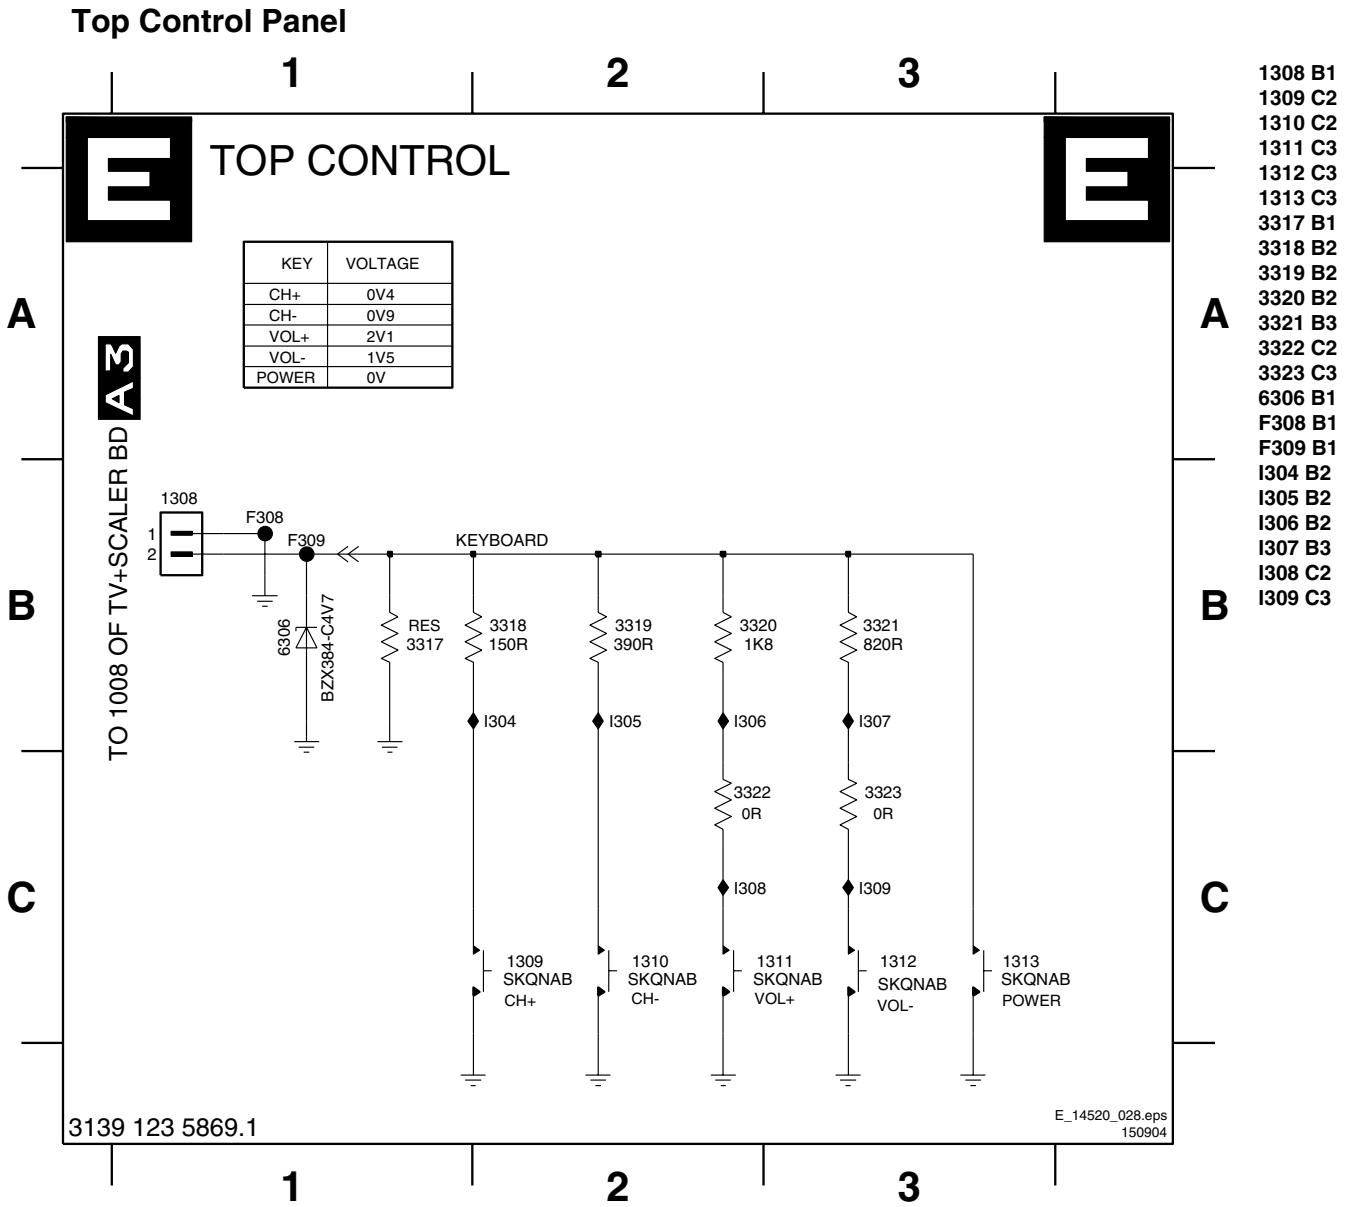 Top Control Panel
1 2 3
E TOP CONTROL E
KEY VOLTAGE
CH+ 0V4
CH- 0V9
VOL+ 2V1
VOL- 1V5
POWER 0V
A A
A3
TO 1008 OF TV+SCALER BD
1308
1
2
F308
F309
KEYBOARD
B B
6306
BZX384-C4V7
RES
3317
3318
150R
3319
390R
3320
1K8
3321
820R
I304
I305
I306
I307
3322
0R
3323
0R
C C
I308
I309
1309
SKQNAB
CH+
1310
SKQNAB
CH-
1311
SKQNAB
VOL+
1312
SKQNAB
VOL-
1313
SKQNAB
POWER
3139 123 5869.1
E_14520_028.eps
150904
1 2 3
1308 B1
1309 C2
1310 C2
1311 C3
1312 C3
1313 C3
3317 B1
3318 B2
3319 B2
3320 B2
3321 B3
3322 C2
3323 C3
6306 B1
F308 B1
F309 B1
I304 B2
I305 B2
I306 B2
I307 B3
I308 C2
I309 C3